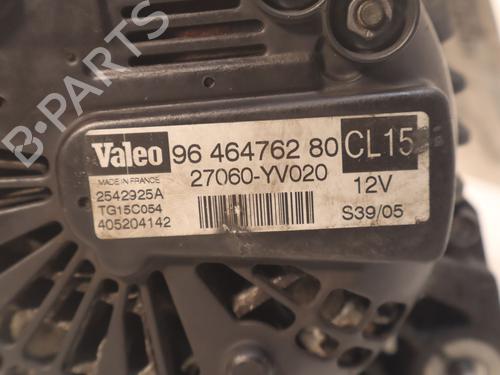 Valeo 96 464762 80 CL15
MADE IN FRANCE 27060-YV020 12V
2542925A
TG15C054
405204142 S39/05
B-PARTS